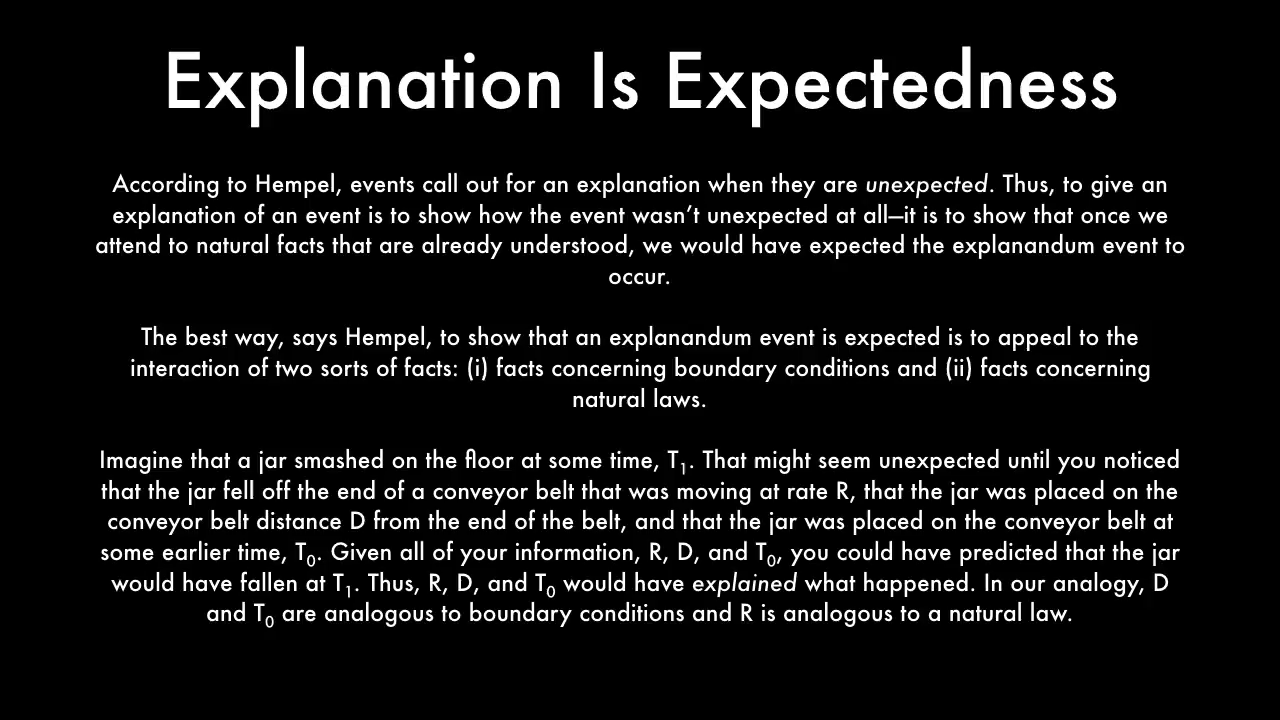 Explanation Is Expectedness
According to Hempel, events call out for an explanation when they are unexpected. Thus, to give an
explanation of an event is to show how the event wasn’t unexpected at all—it is to show that once we
attend to natural facts that are already understood, we would have expected the explanandum event to
occur.
The best way, says Hempel, to show that an explanandum event is expected is to appeal to the
interaction of two sorts of facts: (i) facts concerning boundary conditions and (ii) facts concerning
natural laws.
Imagine that a jar smashed on the floor at some time, T₁. That might seem unexpected until you noticed
that the jar fell off the end of a conveyor belt that was moving at rate R, that the jar was placed on the
conveyor belt distance D from the end of the belt, and that the jar was placed on the conveyor belt at
some earlier time, T₀. Given all of your information, R, D, and T₀, you could have predicted that the jar
would have fallen at T₁. Thus, R, D, and T₀ would have explained what happened. In our analogy, D
and T₀ are analogous to boundary conditions and R is analogous to a natural law.